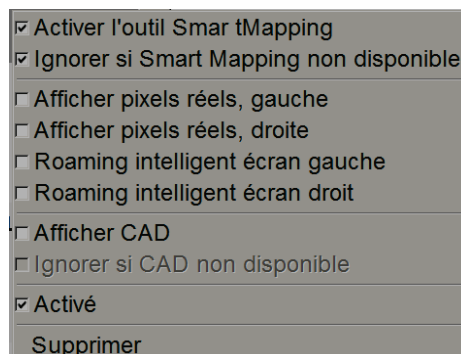 Activer l'outil Smar tMapping
Ignorer si Smart Mapping non disponible
Afficher pixels réels, gauche
Afficher pixels réels, droite
Roaming intelligent écran gauche
Roaming intelligent écran droit
Afficher CAD
Ignorer si CAD non disponible
Activé
Supprimer